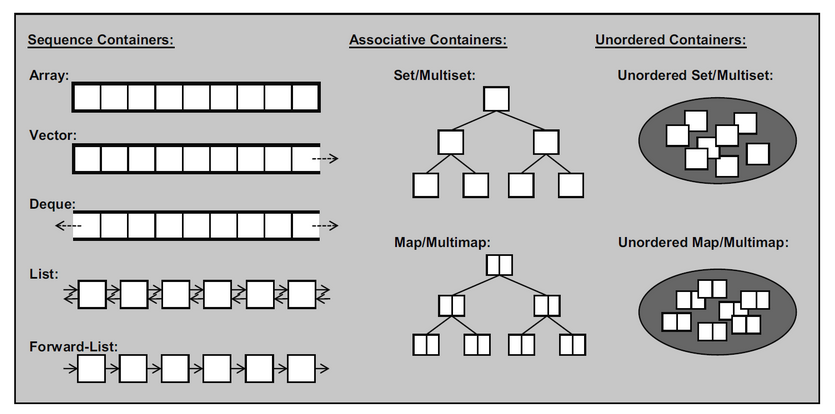 Sequence Containers:
Array:
Vector:
Deque:
List:
Forward-List:
Associative Containers:
Set/Multiset:
Map/Multimap:
Unordered Containers:
Unordered Set/Multiset:
Unordered Map/Multimap: